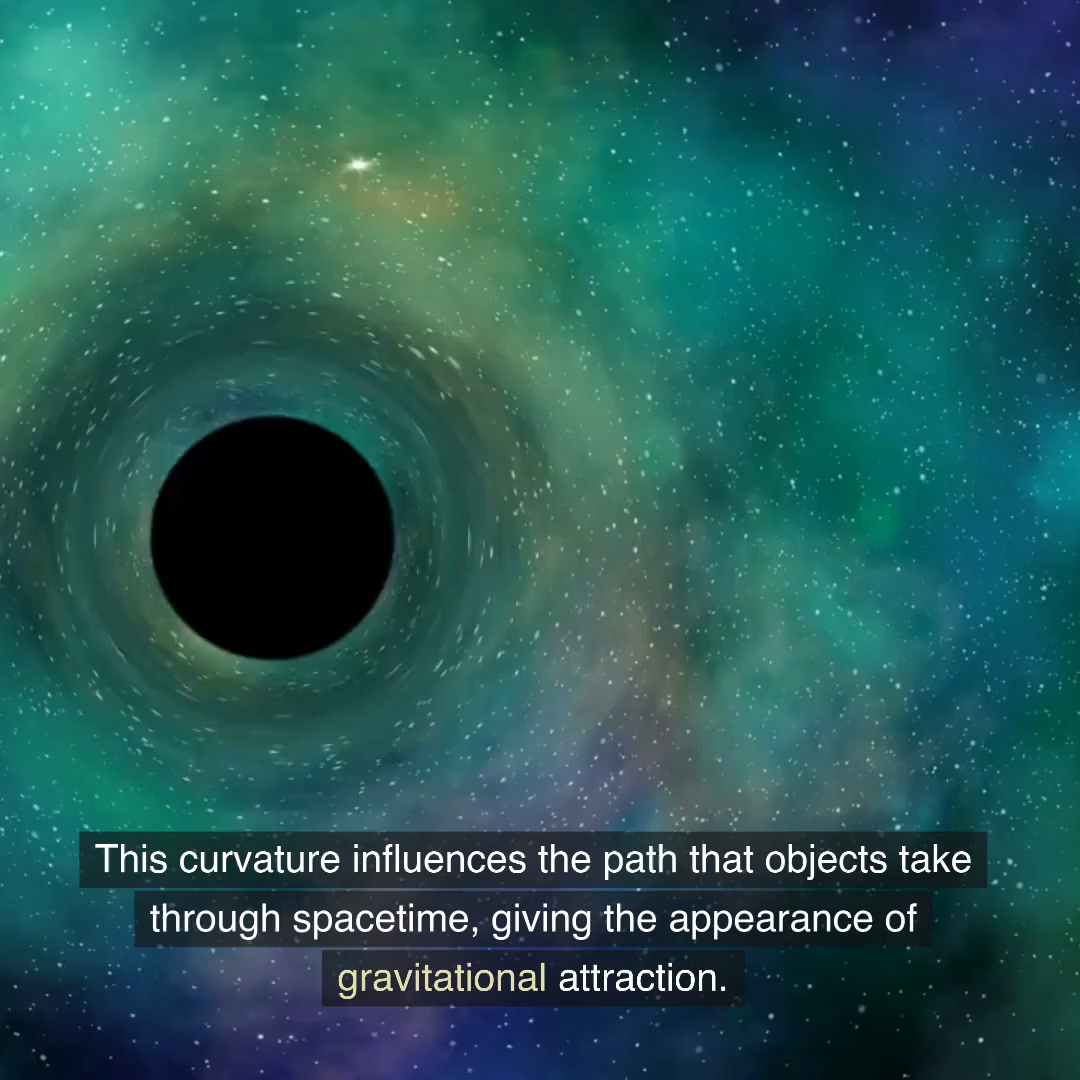 This curvature influences the path that objects take
through spacetime, giving the appearance of
gravitational attraction.